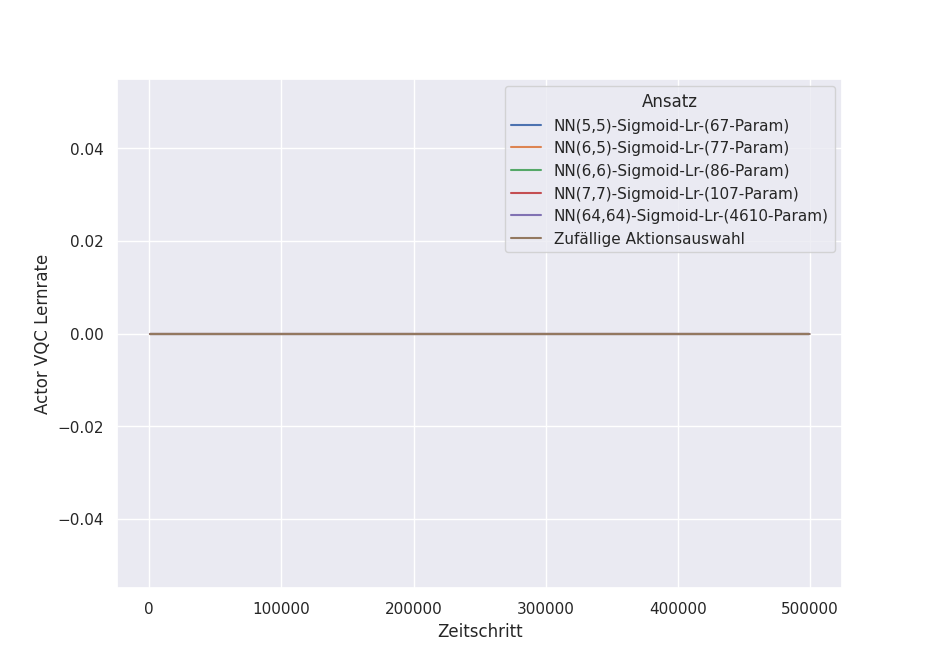 Ansatz
NN(5,5)-Sigmoid-Lr-(67-Param)
NN(6,5)-Sigmoid-Lr-(77-Param)
NN(6,6)-Sigmoid-Lr-(86-Param)
NN(7,7)-Sigmoid-Lr-(107-Param)
NN(64,64)-Sigmoid-Lr-(4610-Param)
Zufällige Aktionsauswahl
Actor VQC Lernrate
0.04
0.02
0.00
−0.02
−0.04
0 100000 200000 300000 400000 500000
Zeitschritt